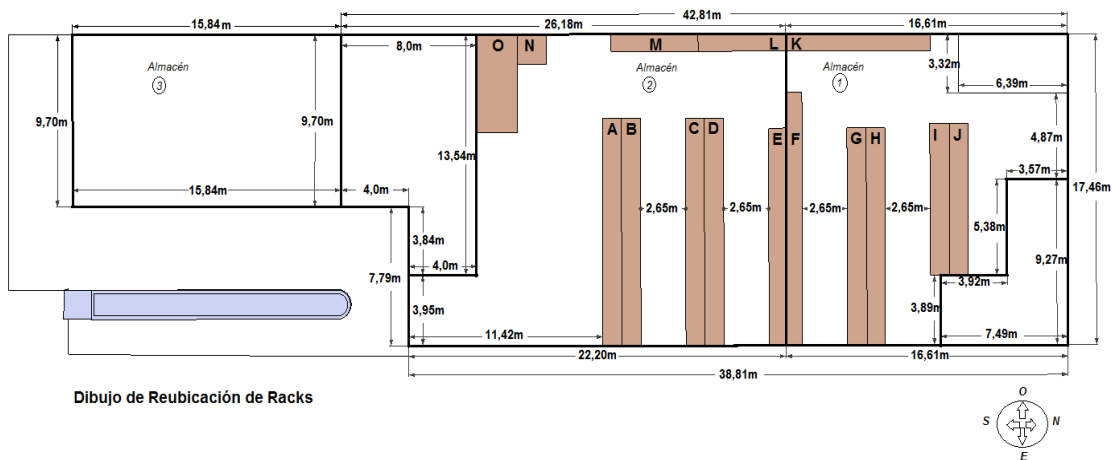 42,81m
15,84m 26,18m 16,61m
8,0m O N M L K
Almacén 3
Almacén 2
Almacén 1
3,32m
6,39m
9,70m 9,70m
13,54m
A B C D E F G H I J
4,87m
3,57m
17,46m
15,84m 4,0m
2,65m 2,65m 2,65m 2,65m
5,38m
3,84m
9,27m
4,0m
7,79m
3,92m
3,95m
3,89m
11,42m
7,49m
22,20m 16,61m
38,81m
Dibujo de Reubicación de Racks
O
S N
E